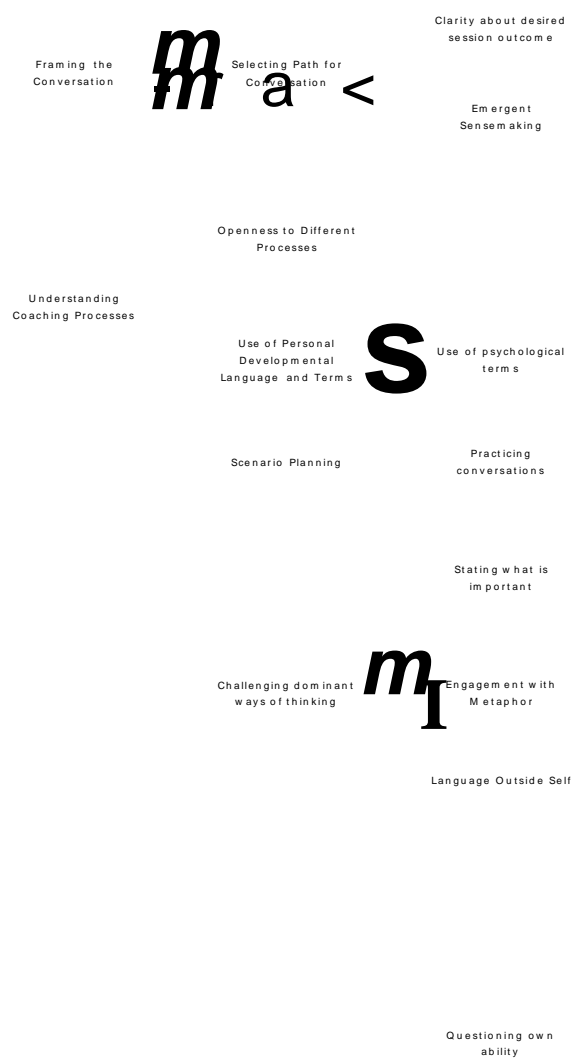 Clarity about desired
session outcome
Framing the
Conversation
m
m
Selecting Path for
Conversation
a
<
Emergent
Sensemaking
Openness to Different
Processes
Understanding
Coaching Processes
Use of Personal
Developmental
Language and Terms
s
Use of psychological
terms
Scenario Planning
Practicing
conversations
Stating what is
important
Challenging dominant
ways of thinking
m
I
Engagement with
Metaphor
Language Outside Self
Questioning own
ability